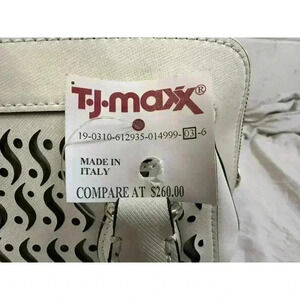 T·J·maxx®
19-0310-612935-014999-03-6
MADE IN
ITALY
COMPARE AT $260.00